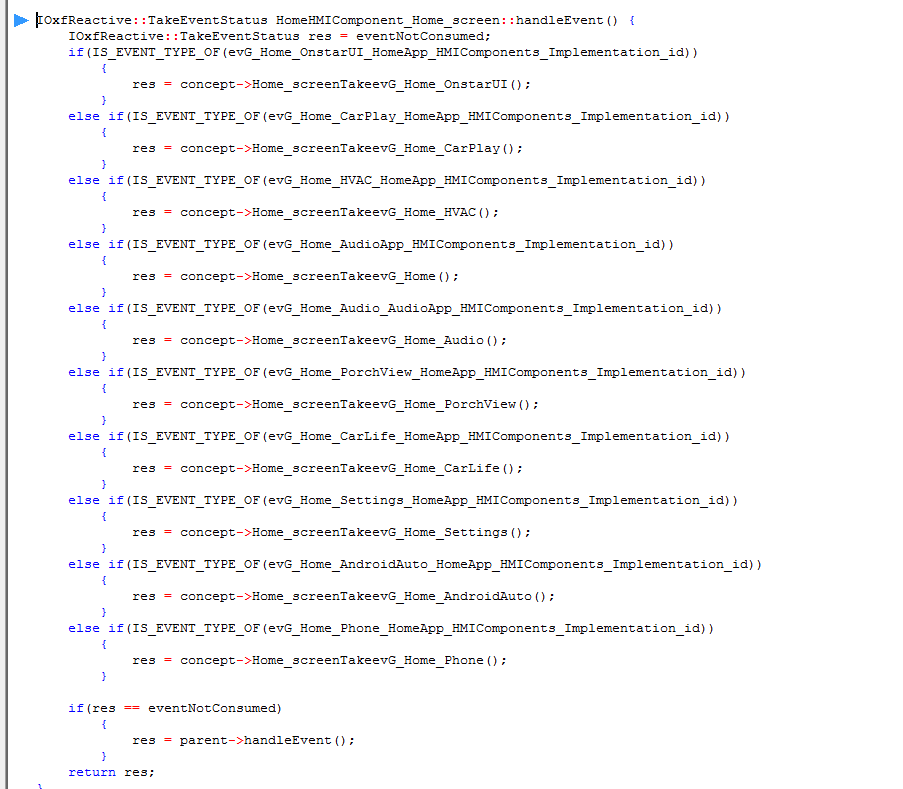 IOxfReactive::TakeEventStatus HomeHMIComponent_Home_screen::handleEvent() {
    IOxfReactive::TakeEventStatus res = eventNotConsumed;
    if(IS_EVENT_TYPE_OF(evG_Home_OnstarUI_HomeApp_HMIComponents_Implementation_id))
        {
            res = concept->Home_screenTakeevG_Home_OnstarUI();
        }
    else if(IS_EVENT_TYPE_OF(evG_Home_CarPlay_HomeApp_HMIComponents_Implementation_id))
        {
            res = concept->Home_screenTakeevG_Home_CarPlay();
        }
    else if(IS_EVENT_TYPE_OF(evG_Home_HVAC_HomeApp_HMIComponents_Implementation_id))
        {
            res = concept->Home_screenTakeevG_Home_HVAC();
        }
    else if(IS_EVENT_TYPE_OF(evG_Home_AudioApp_HMIComponents_Implementation_id))
        {
            res = concept->Home_screenTakeevG_Home();
        }
    else if(IS_EVENT_TYPE_OF(evG_Home_Audio_AudioApp_HMIComponents_Implementation_id))
        {
            res = concept->Home_screenTakeevG_Home_Audio();
        }
    else if(IS_EVENT_TYPE_OF(evG_Home_PorchView_HomeApp_HMIComponents_Implementation_id))
        {
            res = concept->Home_screenTakeevG_Home_PorchView();
        }
    else if(IS_EVENT_TYPE_OF(evG_Home_CarLife_HomeApp_HMIComponents_Implementation_id))
        {
            res = concept->Home_screenTakeevG_Home_CarLife();
        }
    else if(IS_EVENT_TYPE_OF(evG_Home_Settings_HomeApp_HMIComponents_Implementation_id))
        {
            res = concept->Home_screenTakeevG_Home_Settings();
        }
    else if(IS_EVENT_TYPE_OF(evG_Home_AndroidAuto_HomeApp_HMIComponents_Implementation_id))
        {
            res = concept->Home_screenTakeevG_Home_AndroidAuto();
        }
    else if(IS_EVENT_TYPE_OF(evG_Home_Phone_HomeApp_HMIComponents_Implementation_id))
        {
            res = concept->Home_screenTakeevG_Home_Phone();
        }

    if(res == eventNotConsumed)
        {
            res = parent->handleEvent();
        }
    return res;
}